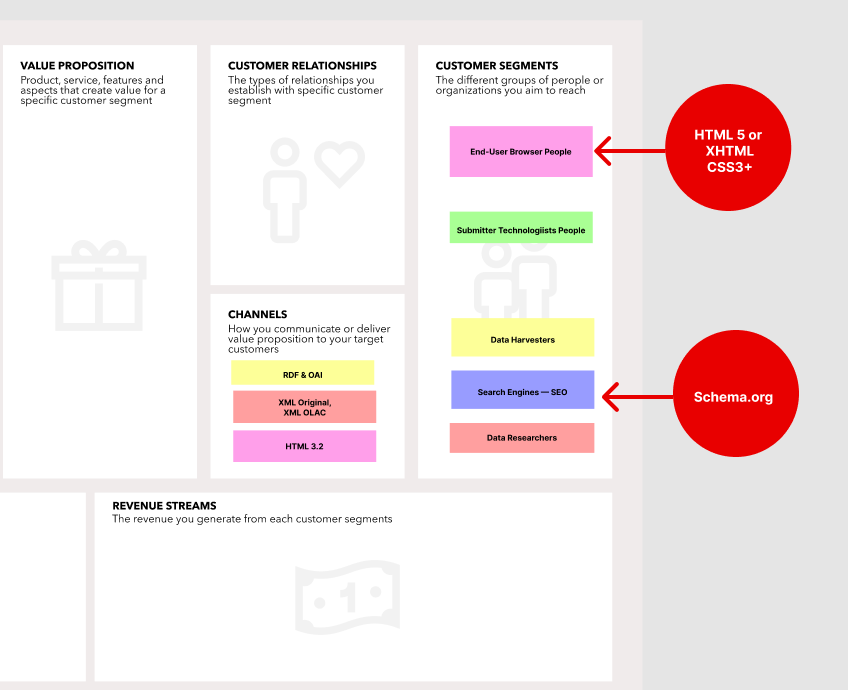 VALUE PROPOSITION
Product, service, features and
aspects that create value for a
specific customer segment
CUSTOMER RELATIONSHIPS
The types of relationships you
establish with specific customer
segment
CHANNELS
How you communicate or deliver
value proposition to your target
customers
RDF & OAI
XML Original,
XML OLAC
HTML 3.2
CUSTOMER SEGMENTS
The different groups of perople or
organizations you aim to reach
End-User Browser People
Submitter Technologiists People
Data Harvesters
Search Engines — SEO
Data Researchers
HTML 5 or
XHTML
CSS3+
Schema.org
REVENUE STREAMS
The revenue you generate from each customer segments
1